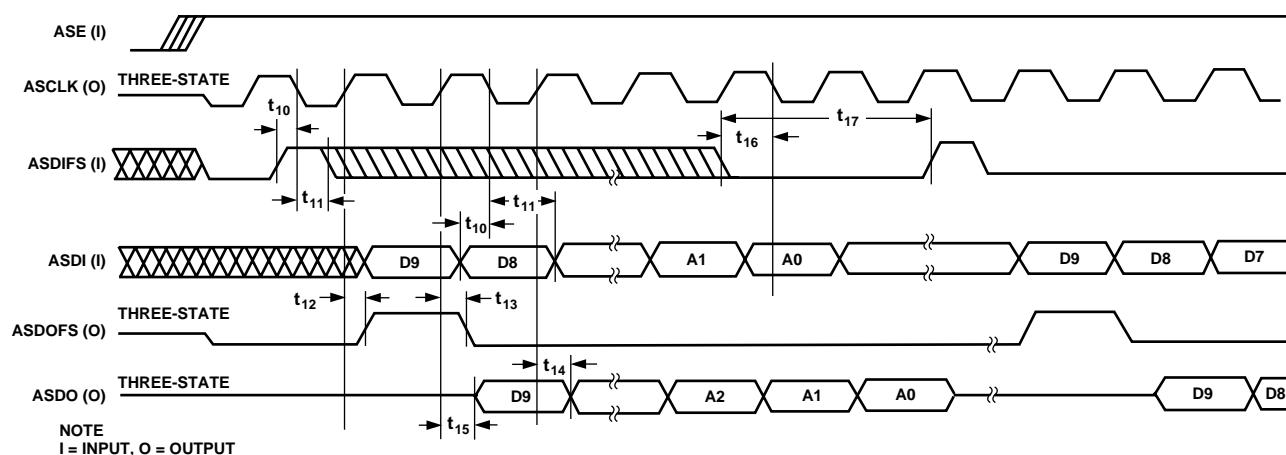 ASE (I)
ASCLK (O) THREE-STATE
t10 t17
t16
ASDIFS (I)
t11 t11
t10
ASDI (I) D9 D8 A1 A0 D9 D8 D7
t12 t13
THREE-STATE
ASDOFS (O)
t14
THREE-STATE
ASDO (O) D9 A2 A1 A0 D9 D8
t15
NOTE
I = INPUT, O = OUTPUT